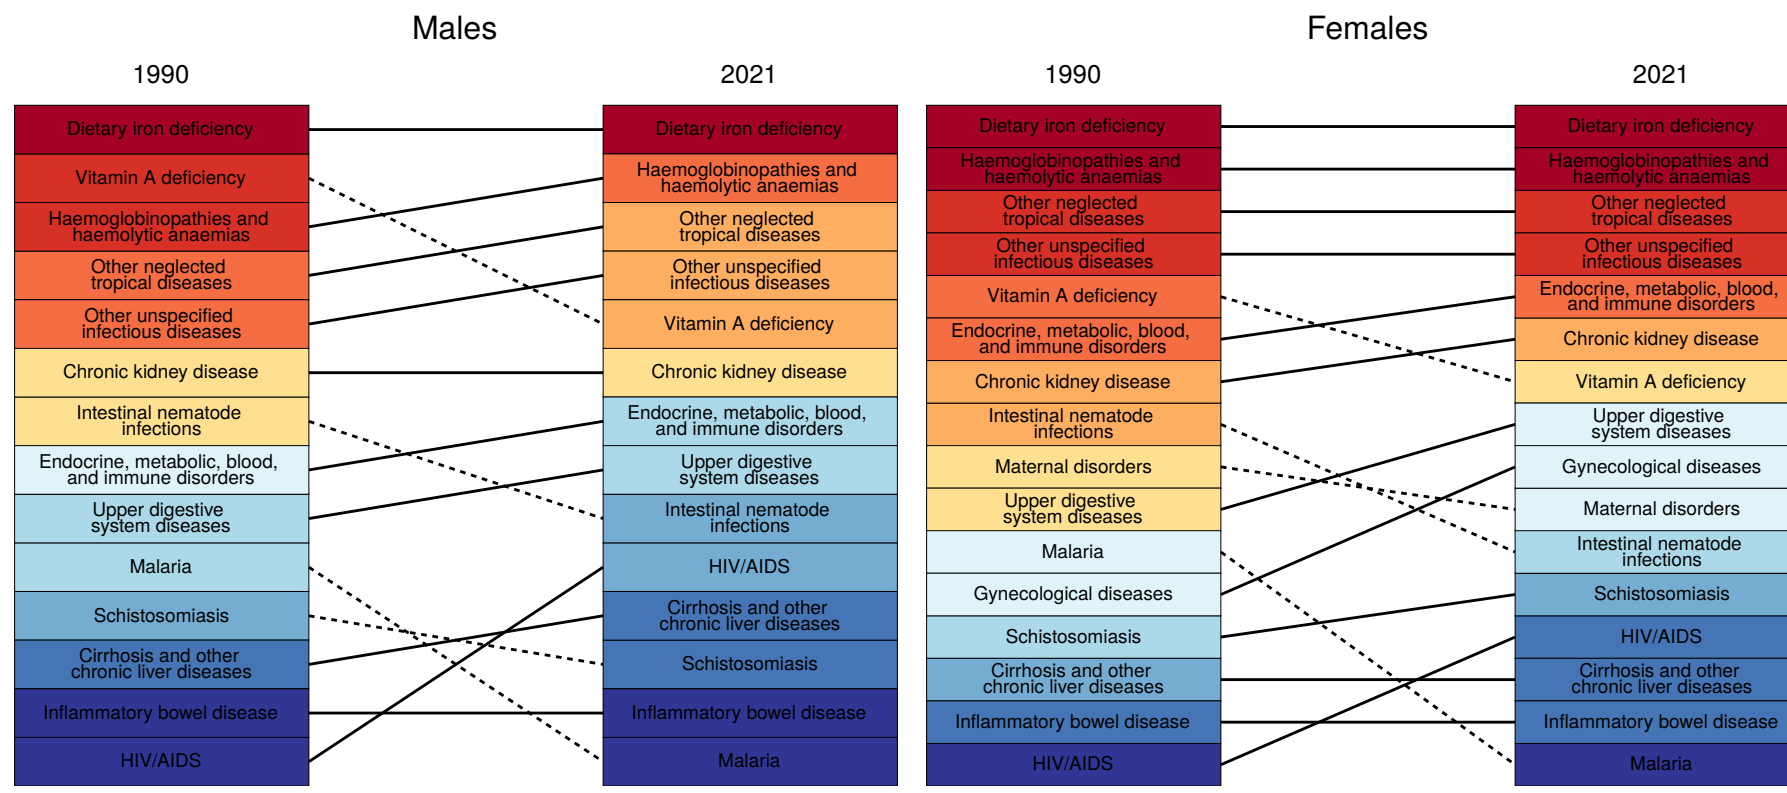 Males
1990
2021
Dietary iron deficiency
Vitamin A deficiency
Haemoglobinopathies and
haemolytic anaemias
Other neglected
tropical diseases
Other unspecified
infectious diseases
Chronic kidney disease
Intestinal nematode
infections
Endocrine, metabolic, blood,
and immune disorders
Upper digestive
system diseases
Malaria
Schistosomiasis
Cirrhosis and other
chronic liver diseases
Inflammatory bowel disease
HIV/AIDS
Dietary iron deficiency
Haemoglobinopathies and
haemolytic anaemias
Other neglected
tropical diseases
Other unspecified
infectious diseases
Vitamin A deficiency
Chronic kidney disease
Endocrine, metabolic, blood,
and immune disorders
Upper digestive
system diseases
Intestinal nematode
infections
HIV/AIDS
Cirrhosis and other
chronic liver diseases
Schistosomiasis
Inflammatory bowel disease
Malaria
Females
1990
2021
Dietary iron deficiency
Haemoglobinopathies and
haemolytic anaemias
Other neglected
tropical diseases
Other unspecified
infectious diseases
Vitamin A deficiency
Endocrine, metabolic, blood,
and immune disorders
Chronic kidney disease
Intestinal nematode
infections
Maternal disorders
Upper digestive
system diseases
Malaria
Gynecological diseases
Schistosomiasis
Cirrhosis and other
chronic liver diseases
Inflammatory bowel disease
HIV/AIDS
Dietary iron deficiency
Haemoglobinopathies and
haemolytic anaemias
Other neglected
tropical diseases
Other unspecified
infectious diseases
Endocrine, metabolic, blood,
and immune disorders
Chronic kidney disease
Vitamin A deficiency
Upper digestive
system diseases
Gynecological diseases
Maternal disorders
Intestinal nematode
infections
Schistosomiasis
HIV/AIDS
Cirrhosis and other
chronic liver diseases
Inflammatory bowel disease
Malaria